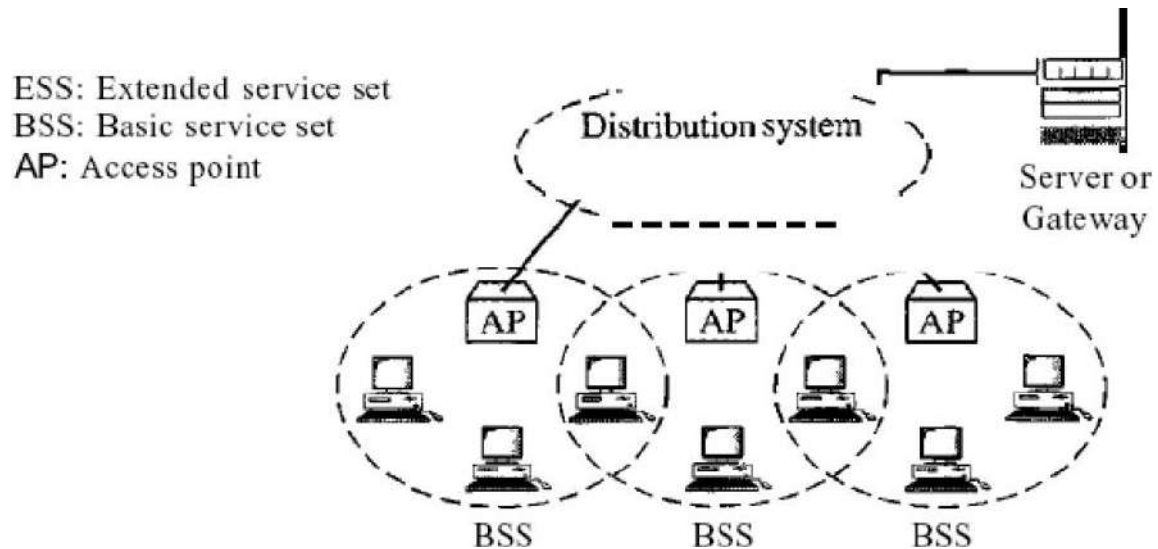 ESS: Extended service set
BSS: Basic service set
AP: Access point
Distribution system
Server or
Gateway
AP
AP
AP
BSS
BSS
BSS